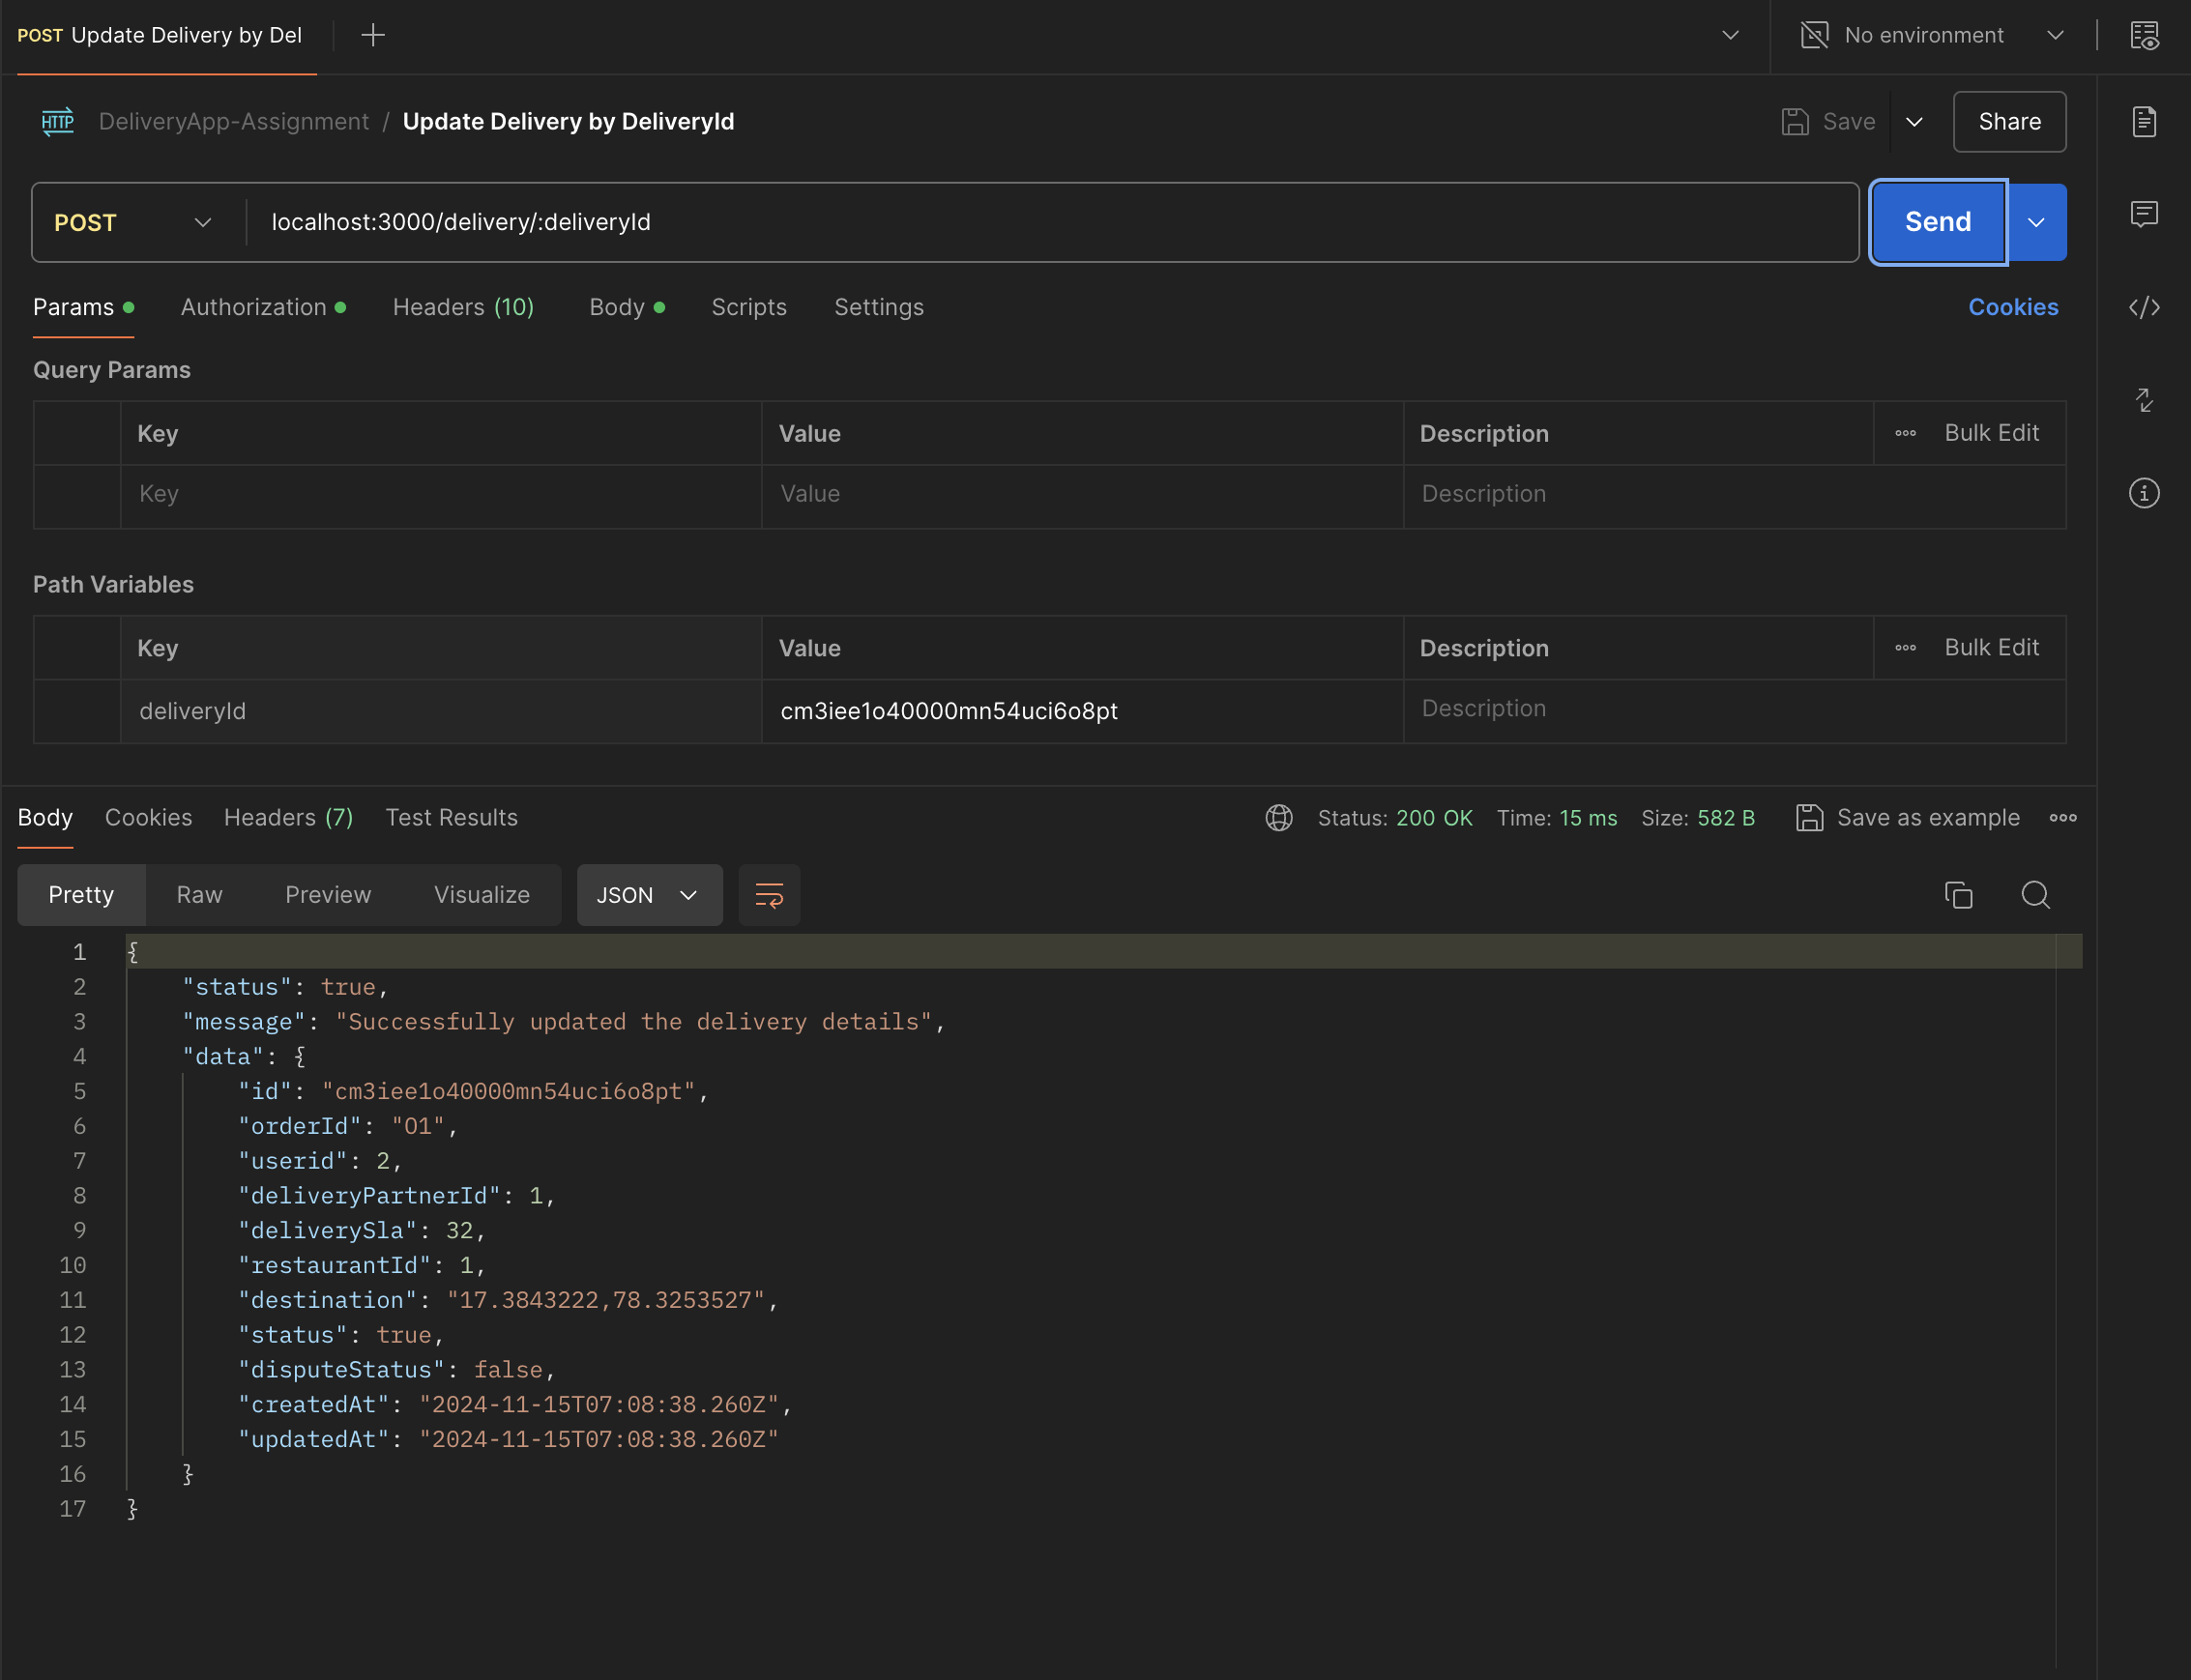 POST Update Delivery by Del
No environment
HTTP DeliveryApp-Assignment / Update Delivery by DeliveryId
Save
Share
POST
localhost:3000/delivery/:deliveryId
Send
Params
Authorization
Headers (10)
Body
Scripts
Settings
Cookies
Query Params
Key Value Description Bulk Edit
Key Value Description
Path Variables
Key Value Description Bulk Edit
deliveryId cm3iee1o40000mn54uci6o8pt Description
Body Cookies Headers (7) Test Results
Status: 200 OK Time: 15 ms Size: 582 B Save as example
Pretty Raw Preview Visualize JSON
1 {
2 "status": true,
3 "message": "Successfully updated the delivery details",
4 "data": {
5 "id": "cm3iee1o40000mn54uci6o8pt",
6 "orderId": "O1",
7 "userid": 2,
8 "deliveryPartnerId": 1,
9 "deliverySla": 32,
10 "restaurantId": 1,
11 "destination": "17.3843222,78.3253527",
12 "status": true,
13 "disputeStatus": false,
14 "createdAt": "2024-11-15T07:08:38.260Z",
15 "updatedAt": "2024-11-15T07:08:38.260Z"
16 }
17 }